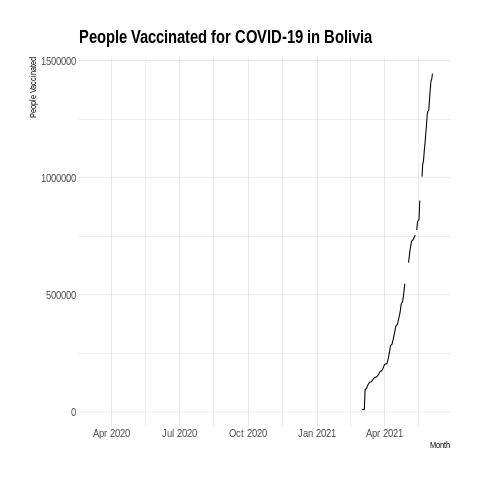 People Vaccinated for COVID-19 in Bolivia
People Vaccinated
1500000
1000000
500000
0
Apr 2020 Jul 2020 Oct 2020 Jan 2021 Apr 2021
Month